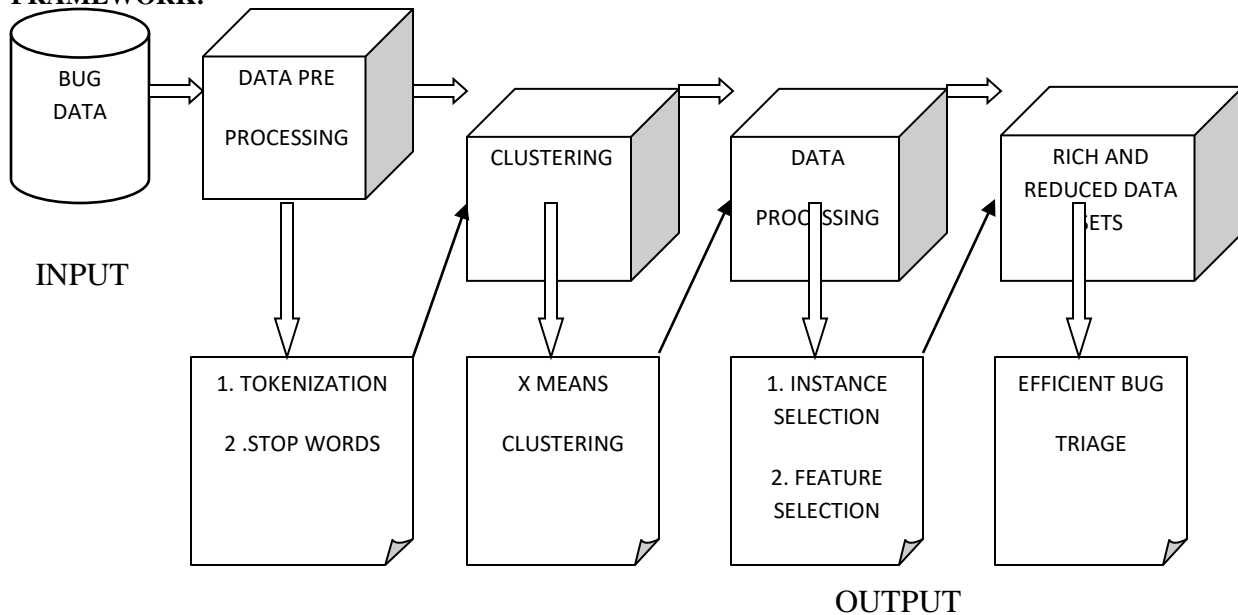 FRAMEWORK:
BUG
DATA
DATA PRE
PROCESSING
CLUSTERING
DATA
PROCESSING
RICH AND
REDUCED DATA
SETS
INPUT
1. TOKENIZATION
2 .STOP WORDS
X MEANS
CLUSTERING
1. INSTANCE
SELECTION
2. FEATURE
SELECTION
EFFICIENT BUG
TRIAGE
OUTPUT